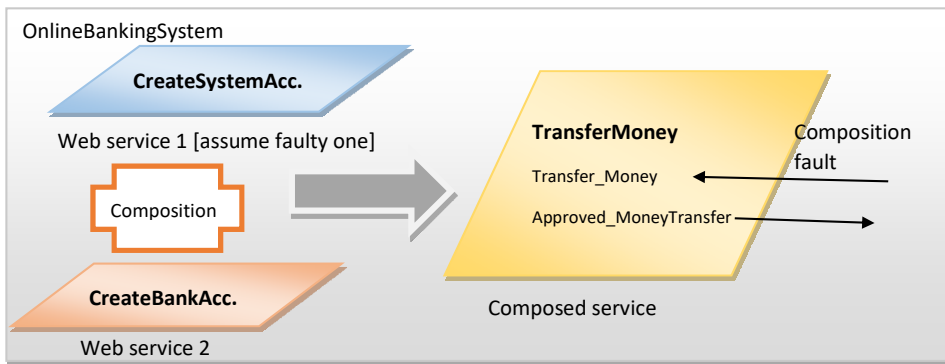 OnlineBankingSystem
CreateSystemAcc.
Web service 1 [assume faulty one]
Composition
CreateBankAcc.
Web service 2
TransferMoney
Transfer_Money
Approved_MoneyTransfer
Composition
fault
Composed service